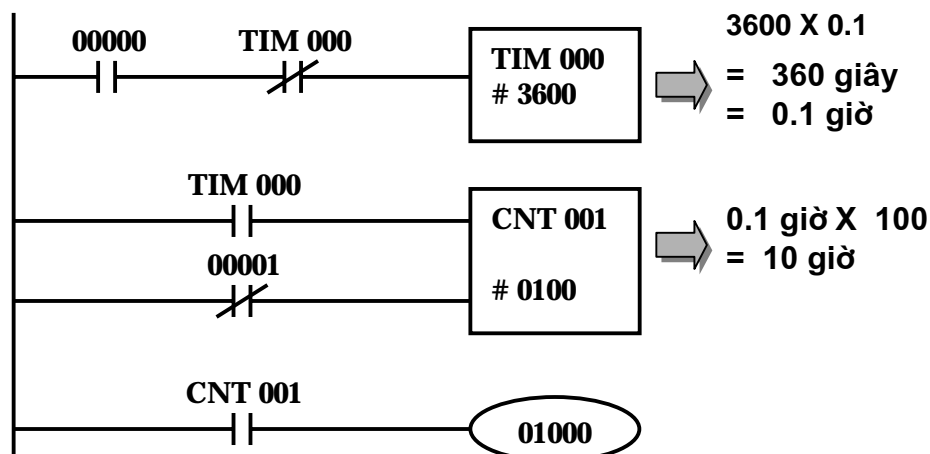 00000
TIM 000
TIM 000
# 3600
3600 X 0.1
= 360 giây
= 0.1 giờ
TIM 000
CNT 001
00001
# 0100
0.1 giờ X 100
= 10 giờ
CNT 001
01000